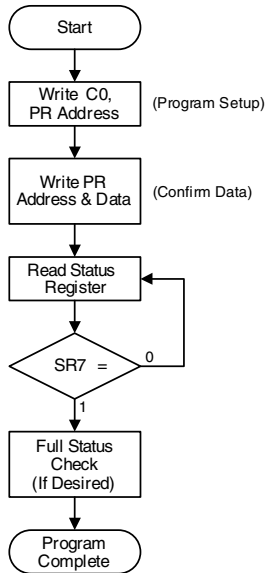 Start
Write C0,
PR Address
(Program Setup)
Write PR
Address & Data
(Confirm Data)
Read Status
Register
SR7 =
0
1
Full Status
Check
(If Desired)
Program
Complete